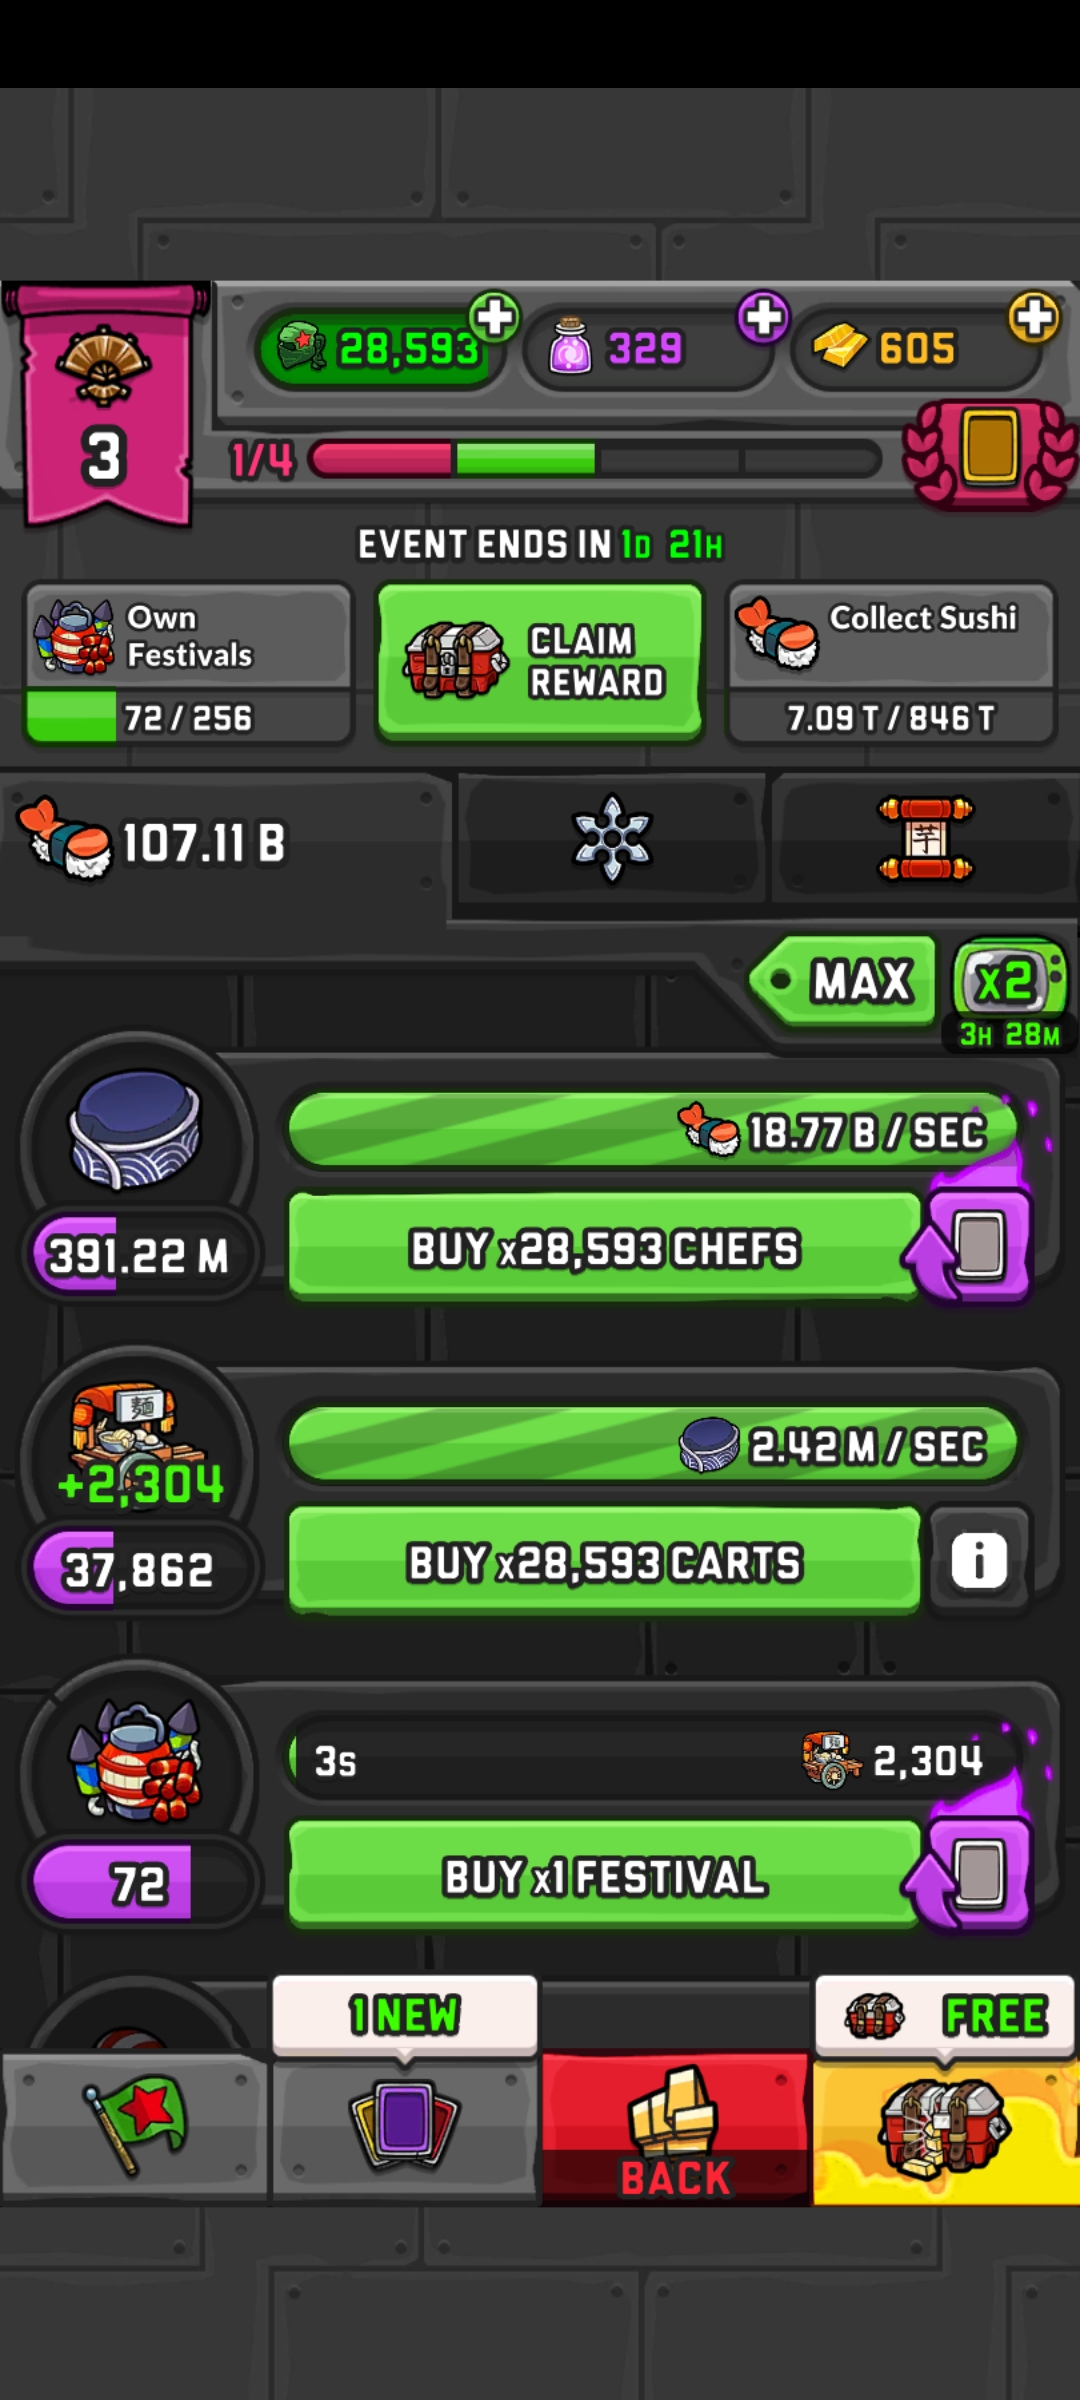 28,593
329
605
3
1/4
EVENT ENDS IN 1D 21H
Own
Festivals
72 / 256
CLAIM
REWARD
Collect Sushi
7.09 T / 846 T
107.11 B
芋
MAX
x2
3H 28M
18.77 B / SEC
391.22 M
BUY x28,593 CHEFS
麺
+2,304
2.42 M / SEC
37,862
BUY x28,593 CARTS
i
3s
2,304
72
BUY x1 FESTIVAL
1 NEW
FREE
BACK